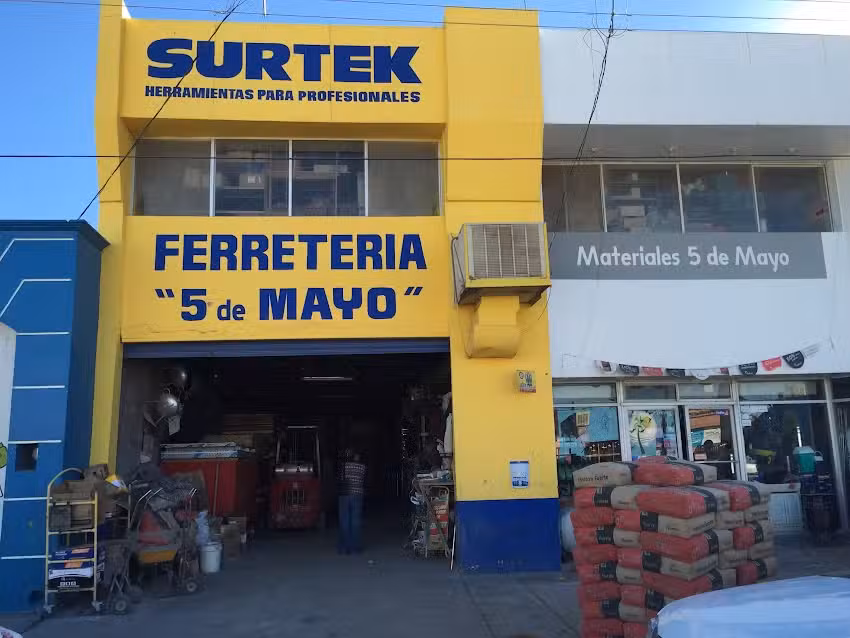 SURTEK
HERRAMIENTAS PARA PROFESIONALES
FERRETERIA
"5 de MAYO"
Materiales 5 de Mayo